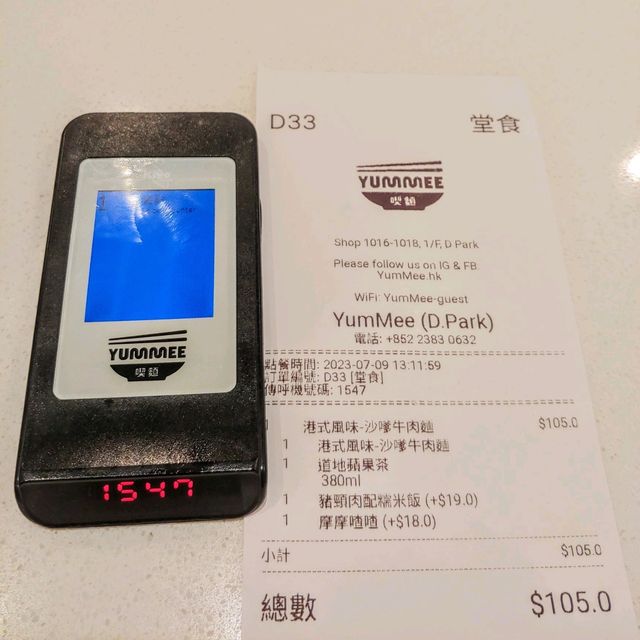 YUMMEE
喫麵
1547
D33 堂食
YUMMEE
喫麵
Shop 1016-1018, 1/F, D Park
Please follow us on IG & FB
YumMee.hk
WiFi: YumMee-guest
YumMee (D.Park)
電話: +852 2383 0632
點餐時間: 2023-07-09 13:11:59
訂單編號: D33 [堂食]
傳呼機號碼: 1547
港式風味-沙嗲牛肉麵 $105.0
1 港式風味-沙嗲牛肉麵
1 道地蘋果茶
380ml
1 豬頸肉配糯米飯 (+$19.0)
1 摩摩喳喳 (+$18.0)
小計 $105.0
總數 $105.0